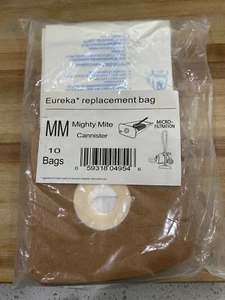 Eureka* replacement bag
MM
Mighty Mite
Cannister
MICRO-
FILTRATION
10
Bags
0 59318 04954 6